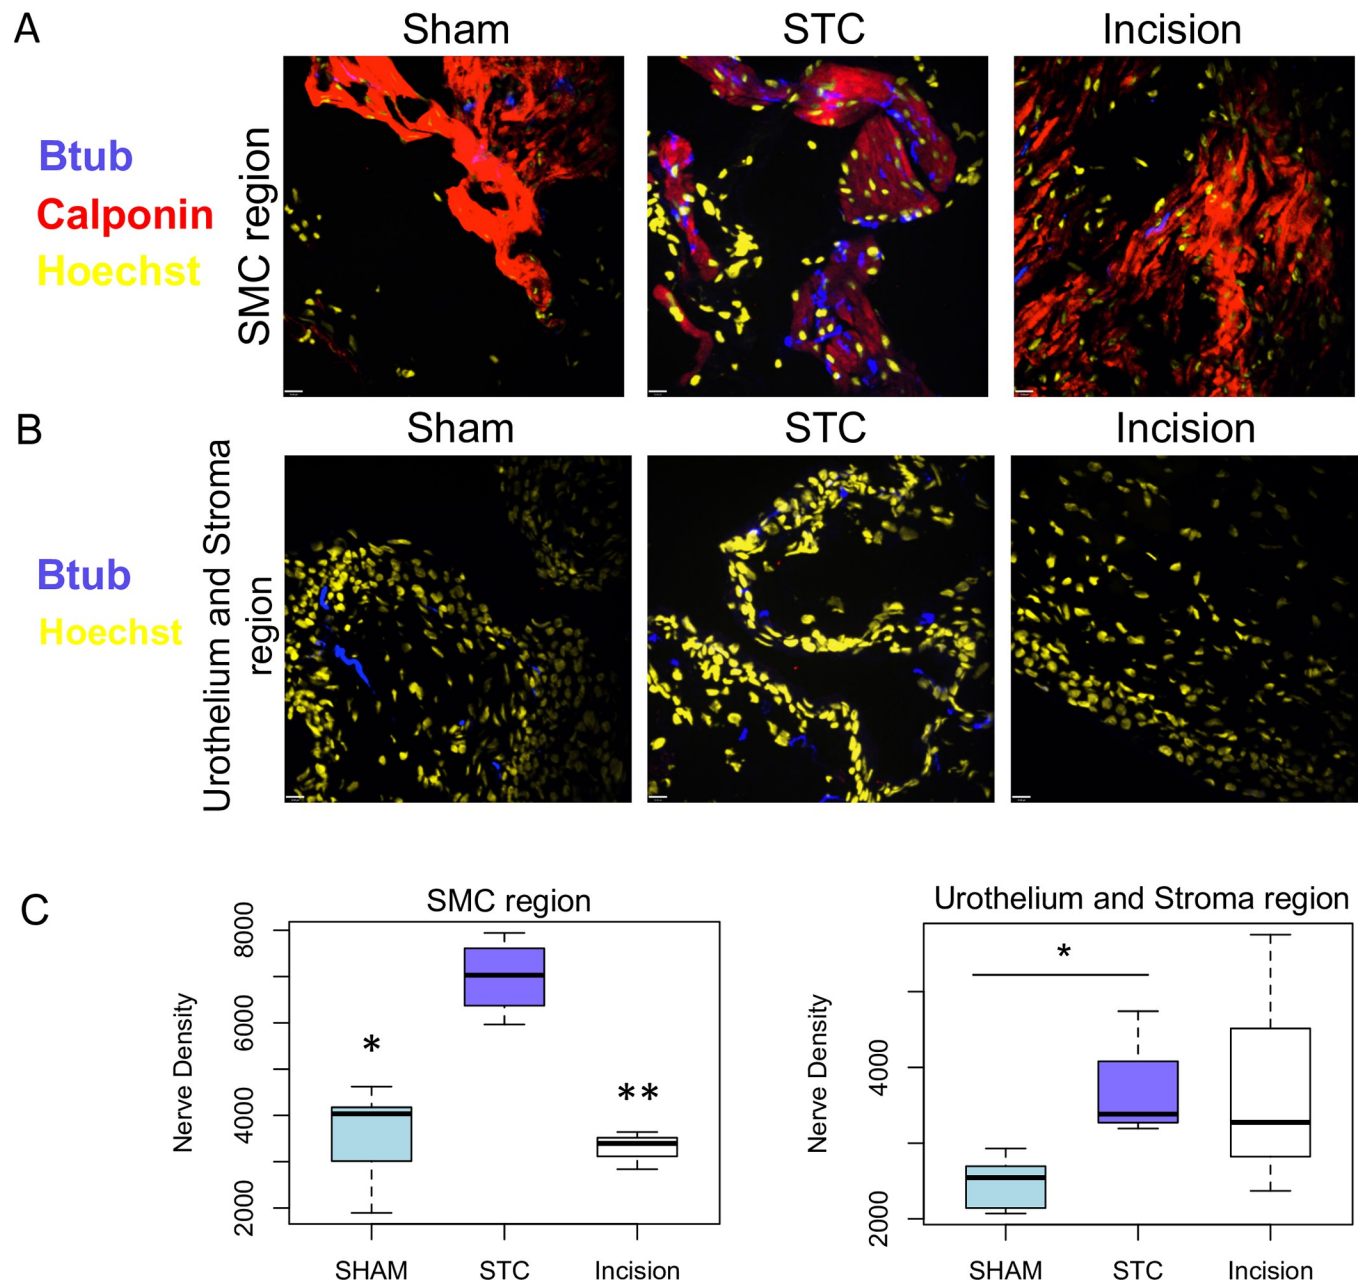 A
Sham
STC
Incision
Btub
Calponin
Hoechst
SMC region
B
Sham
STC
Incision
Btub
Hoechst
Urothelium and Stroma
region
C
SMC region
Nerve Density
8000
6000
4000
2000
*
**
SHAM
STC
Incision
Urothelium and Stroma region
Nerve Density
4000
2000
*
SHAM
STC
Incision